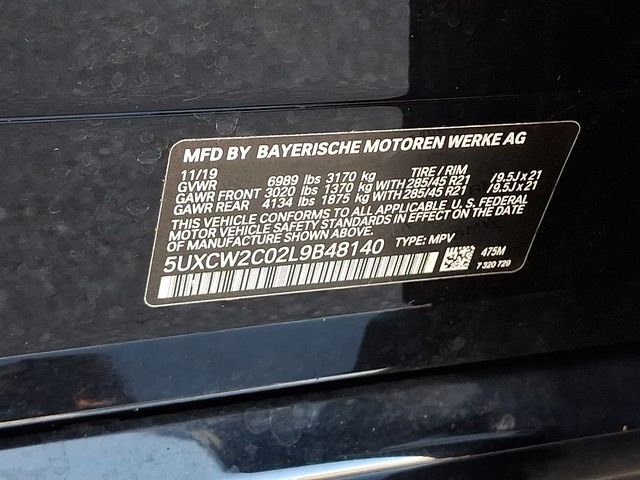 MFD BY BAYERISCHE MOTOREN WERKE AG
11/19 TIRE / RIM
GVWR 6989 lbs 3170 kg
GAWR FRONT 3020 lbs 1370 kg WITH 285/45 R21 /9.5J x 21
GAWR REAR 4134 lbs 1875 kg WITH 285/45 R21 /9.5J x 21
THIS VEHICLE CONFORMS TO ALL APPLICABLE U. S. FEDERAL
MOTOR VEHICLE SAFETY STANDARDS IN EFFECT ON THE DATE
OF MANUFACTURE SHOWN ABOVE.
5UXCW2C02L9B48140 TYPE: MPV
475M
7 320 729